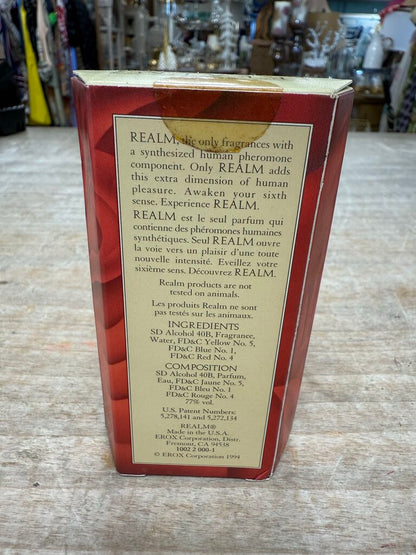 REALM, the only fragrances with
a synthesized human pheromone
component. Only REALM adds
this extra dimension of human
pleasure. Awaken your sixth
sense. Experience REALM.
REALM est le seul parfum qui
contienne des phéromones humaines
synthétiques. Seul REALM ouvre
la voie vers un plaisir d'une toute
nouvelle intensité. Eveillez votre
sixième sens. Découvrez REALM.
Realm products are not
tested on animals.
Les produits Realm ne sont
pas testés sur les animaux.
INGREDIENTS
SD Alcohol 40B, Fragrance,
Water, FD&C Yellow No. 5,
FD&C Blue No. 1,
FD&C Red No. 4
COMPOSITION
SD Alcohol 40B, Parfum,
Eau, FD&C Jaune No. 5,
FD&C Bleu No. 1
FD&C Rouge No. 4
77% vol.
U.S. Patent Numbers:
5,278,141 and 5,272,134
REALM®
Made in the U.S.A.
EROX Corporation, Distr.
Fremont, CA 94538
1002 2 000-1
© EROX Corporation 1994